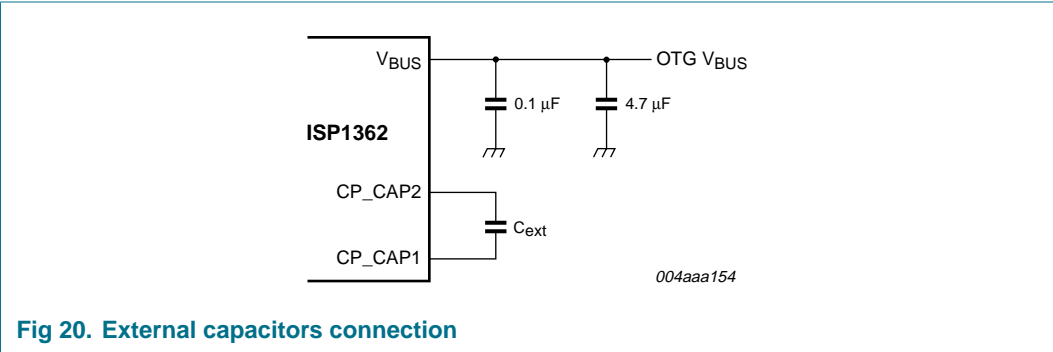 VBUS
OTG VBUS
0.1 μF
4.7 μF
ISP1362
CP_CAP2
Cext
CP_CAP1
004aaa154
Fig 20. External capacitors connection